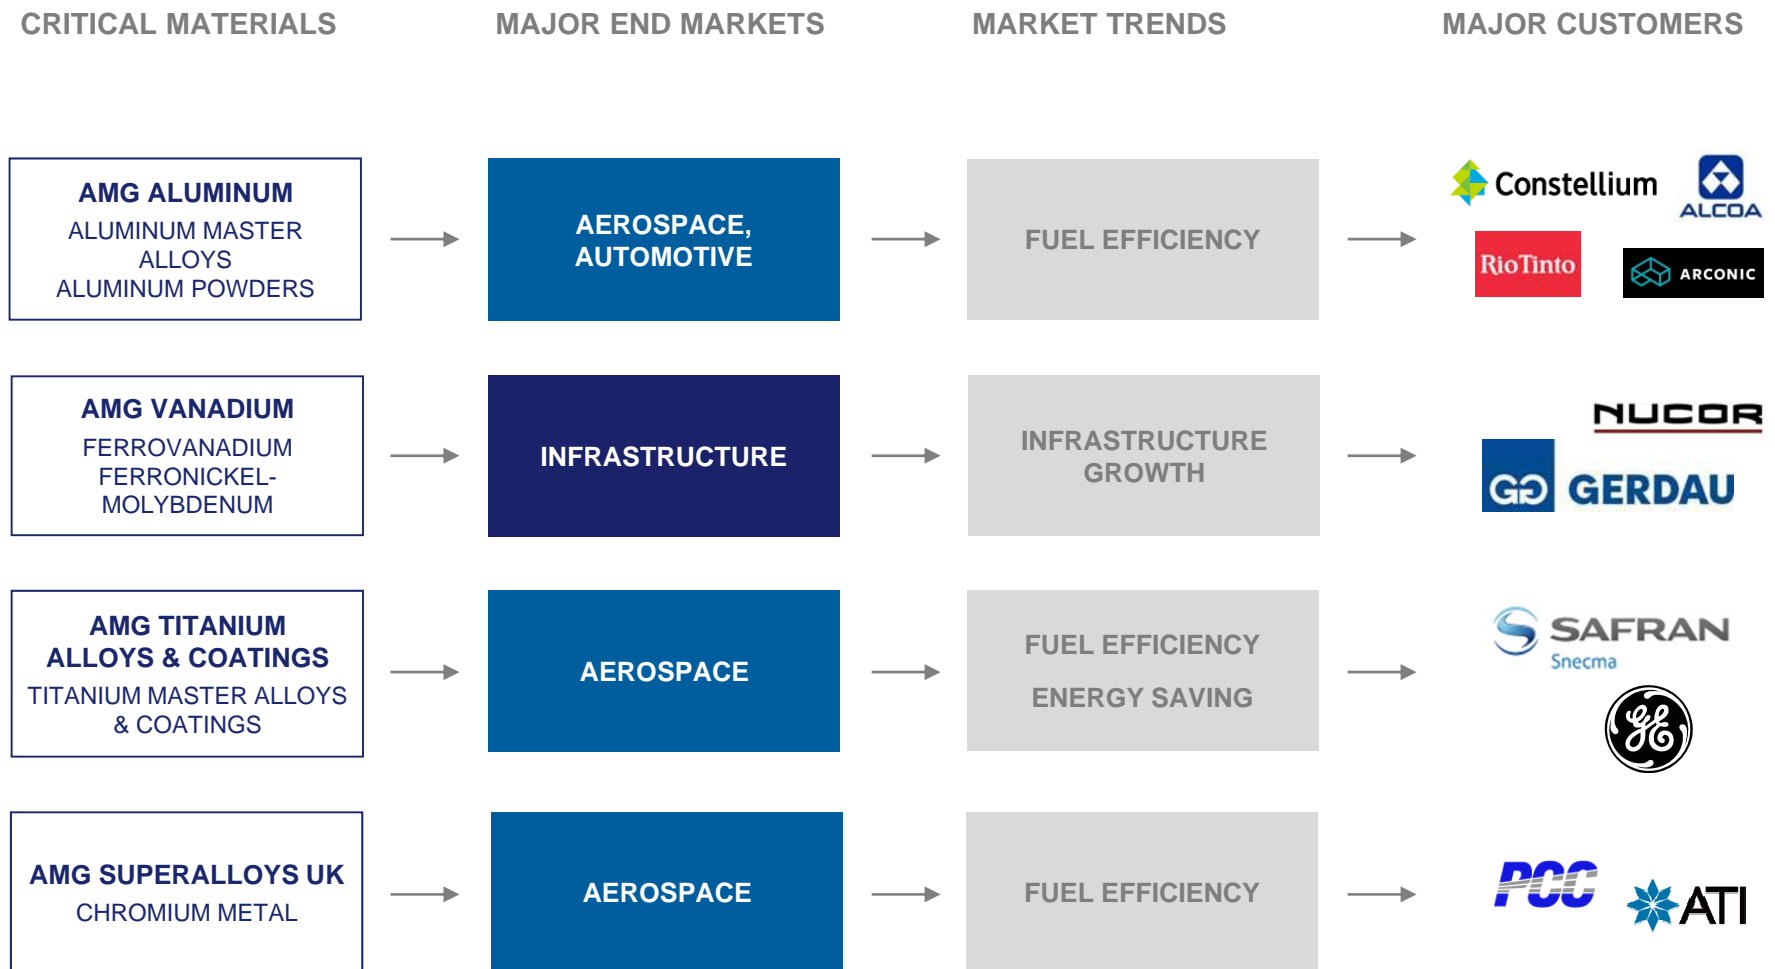 CRITICAL MATERIALS
MAJOR END MARKETS
MARKET TRENDS
MAJOR CUSTOMERS
AMG ALUMINUM
ALUMINUM MASTER
ALLOYS
ALUMINUM POWDERS
AEROSPACE,
AUTOMOTIVE
FUEL EFFICIENCY
Constellium
ALCOA
RioTinto
ARCONIC
AMG VANADIUM
FERROVANADIUM
FERRONICKEL-
MOLYBDENUM
INFRASTRUCTURE
INFRASTRUCTURE
GROWTH
NUCOR
GERDAU
AMG TITANIUM
ALLOYS & COATINGS
TITANIUM MASTER ALLOYS
& COATINGS
AEROSPACE
FUEL EFFICIENCY
ENERGY SAVING
SAFRAN
Snecma
GE
AMG SUPERALLOYS UK
CHROMIUM METAL
AEROSPACE
FUEL EFFICIENCY
PCC
ATI